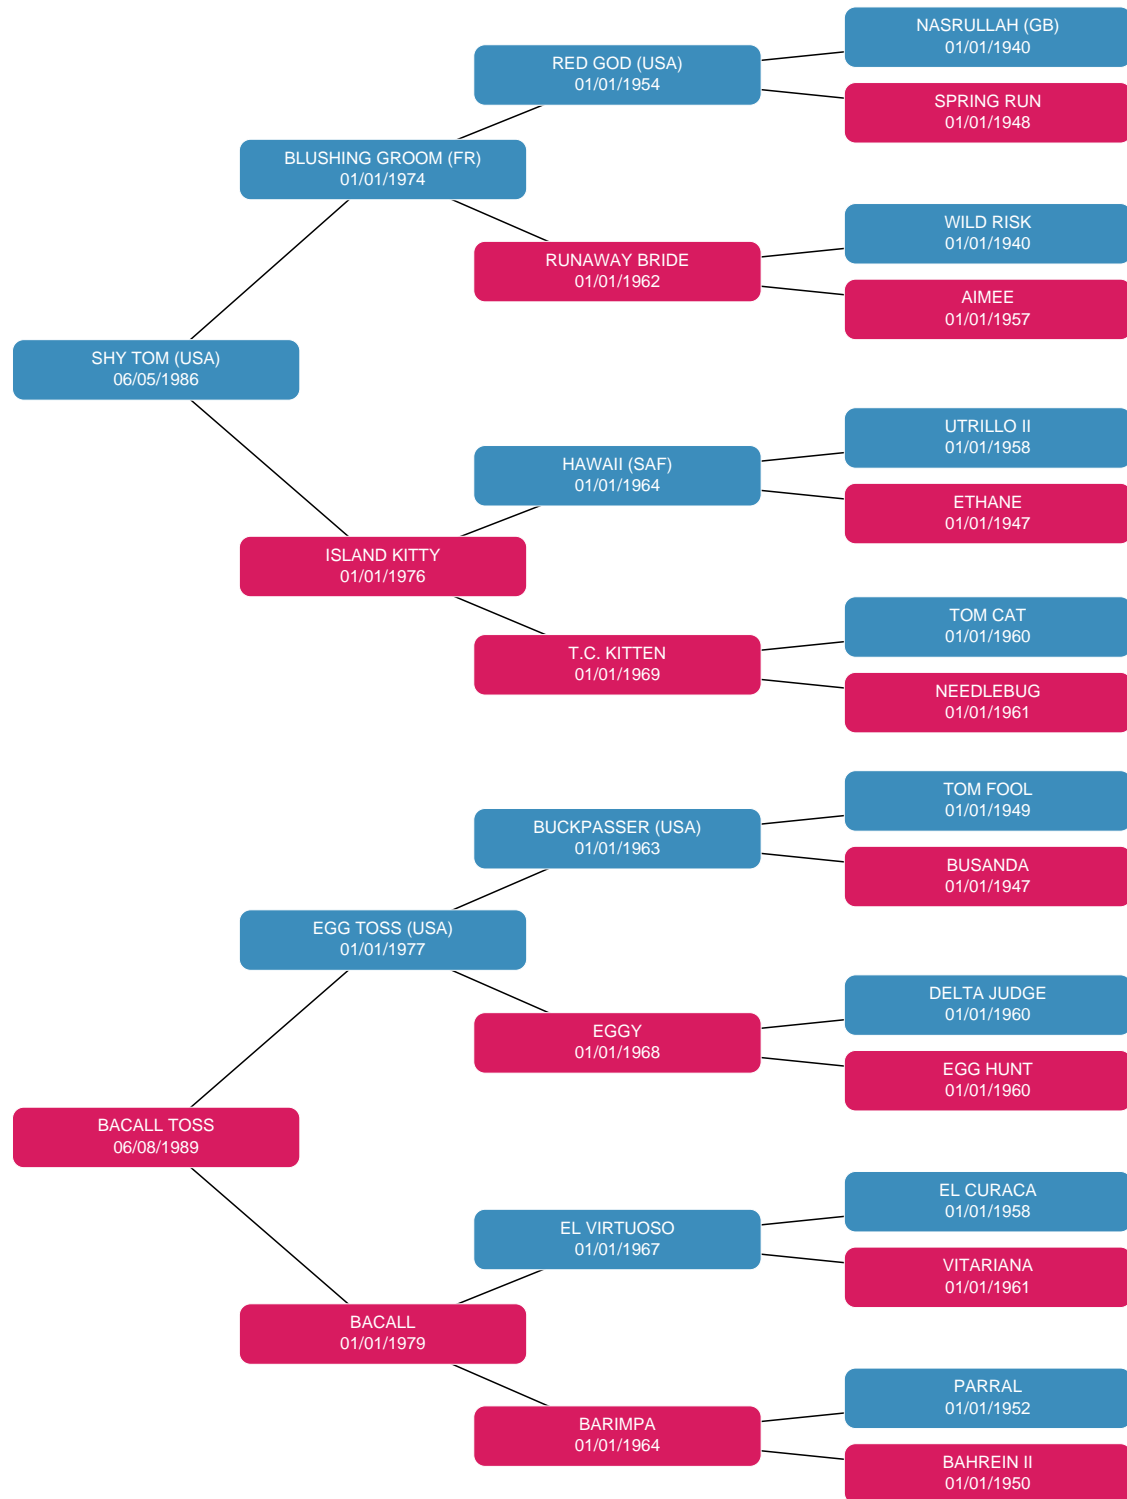 NASRULLAH (GB)
01/01/1940
RED GOD (USA)
01/01/1954
SPRING RUN
01/01/1948
BLUSHING GROOM (FR)
01/01/1974
WILD RISK
01/01/1940
RUNAWAY BRIDE
01/01/1962
AIMEE
01/01/1957
SHY TOM (USA)
06/05/1986
UTRILLO II
01/01/1958
HAWAII (SAF)
01/01/1964
ETHANE
01/01/1947
ISLAND KITTY
01/01/1976
TOM CAT
01/01/1960
T.C. KITTEN
01/01/1969
NEEDLEBUG
01/01/1961
TOM FOOL
01/01/1949
BUCKPASSER (USA)
01/01/1963
BUSANDA
01/01/1947
EGG TOSS (USA)
01/01/1977
DELTA JUDGE
01/01/1960
EGGY
01/01/1968
EGG HUNT
01/01/1960
BACALL TOSS
06/08/1989
EL CURACA
01/01/1958
EL VIRTUOSO
01/01/1967
VITARIANA
01/01/1961
BACALL
01/01/1979
PARRAL
01/01/1952
BARIMPA
01/01/1964
BAHREIN II
01/01/1950